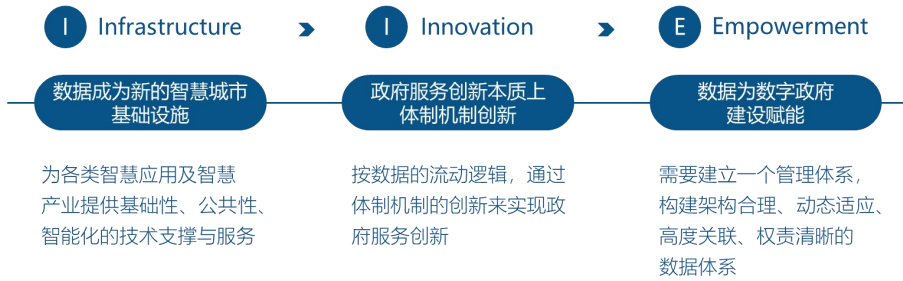 I Infrastructure
I Innovation
E Empowerment
数据成为新的智慧城市
基础设施
政府服务创新本质上
体制机制创新
数据为数字政府
建设赋能
为各类智慧应用及智慧
产业提供基础性、公共性、
智能化的技术支撑与服务
按数据的流动逻辑，通过
体制机制的创新来实现政
府服务创新
需要建立一个管理体系，
构建架构合理、动态适应、
高度关联、权责清晰的
数据体系